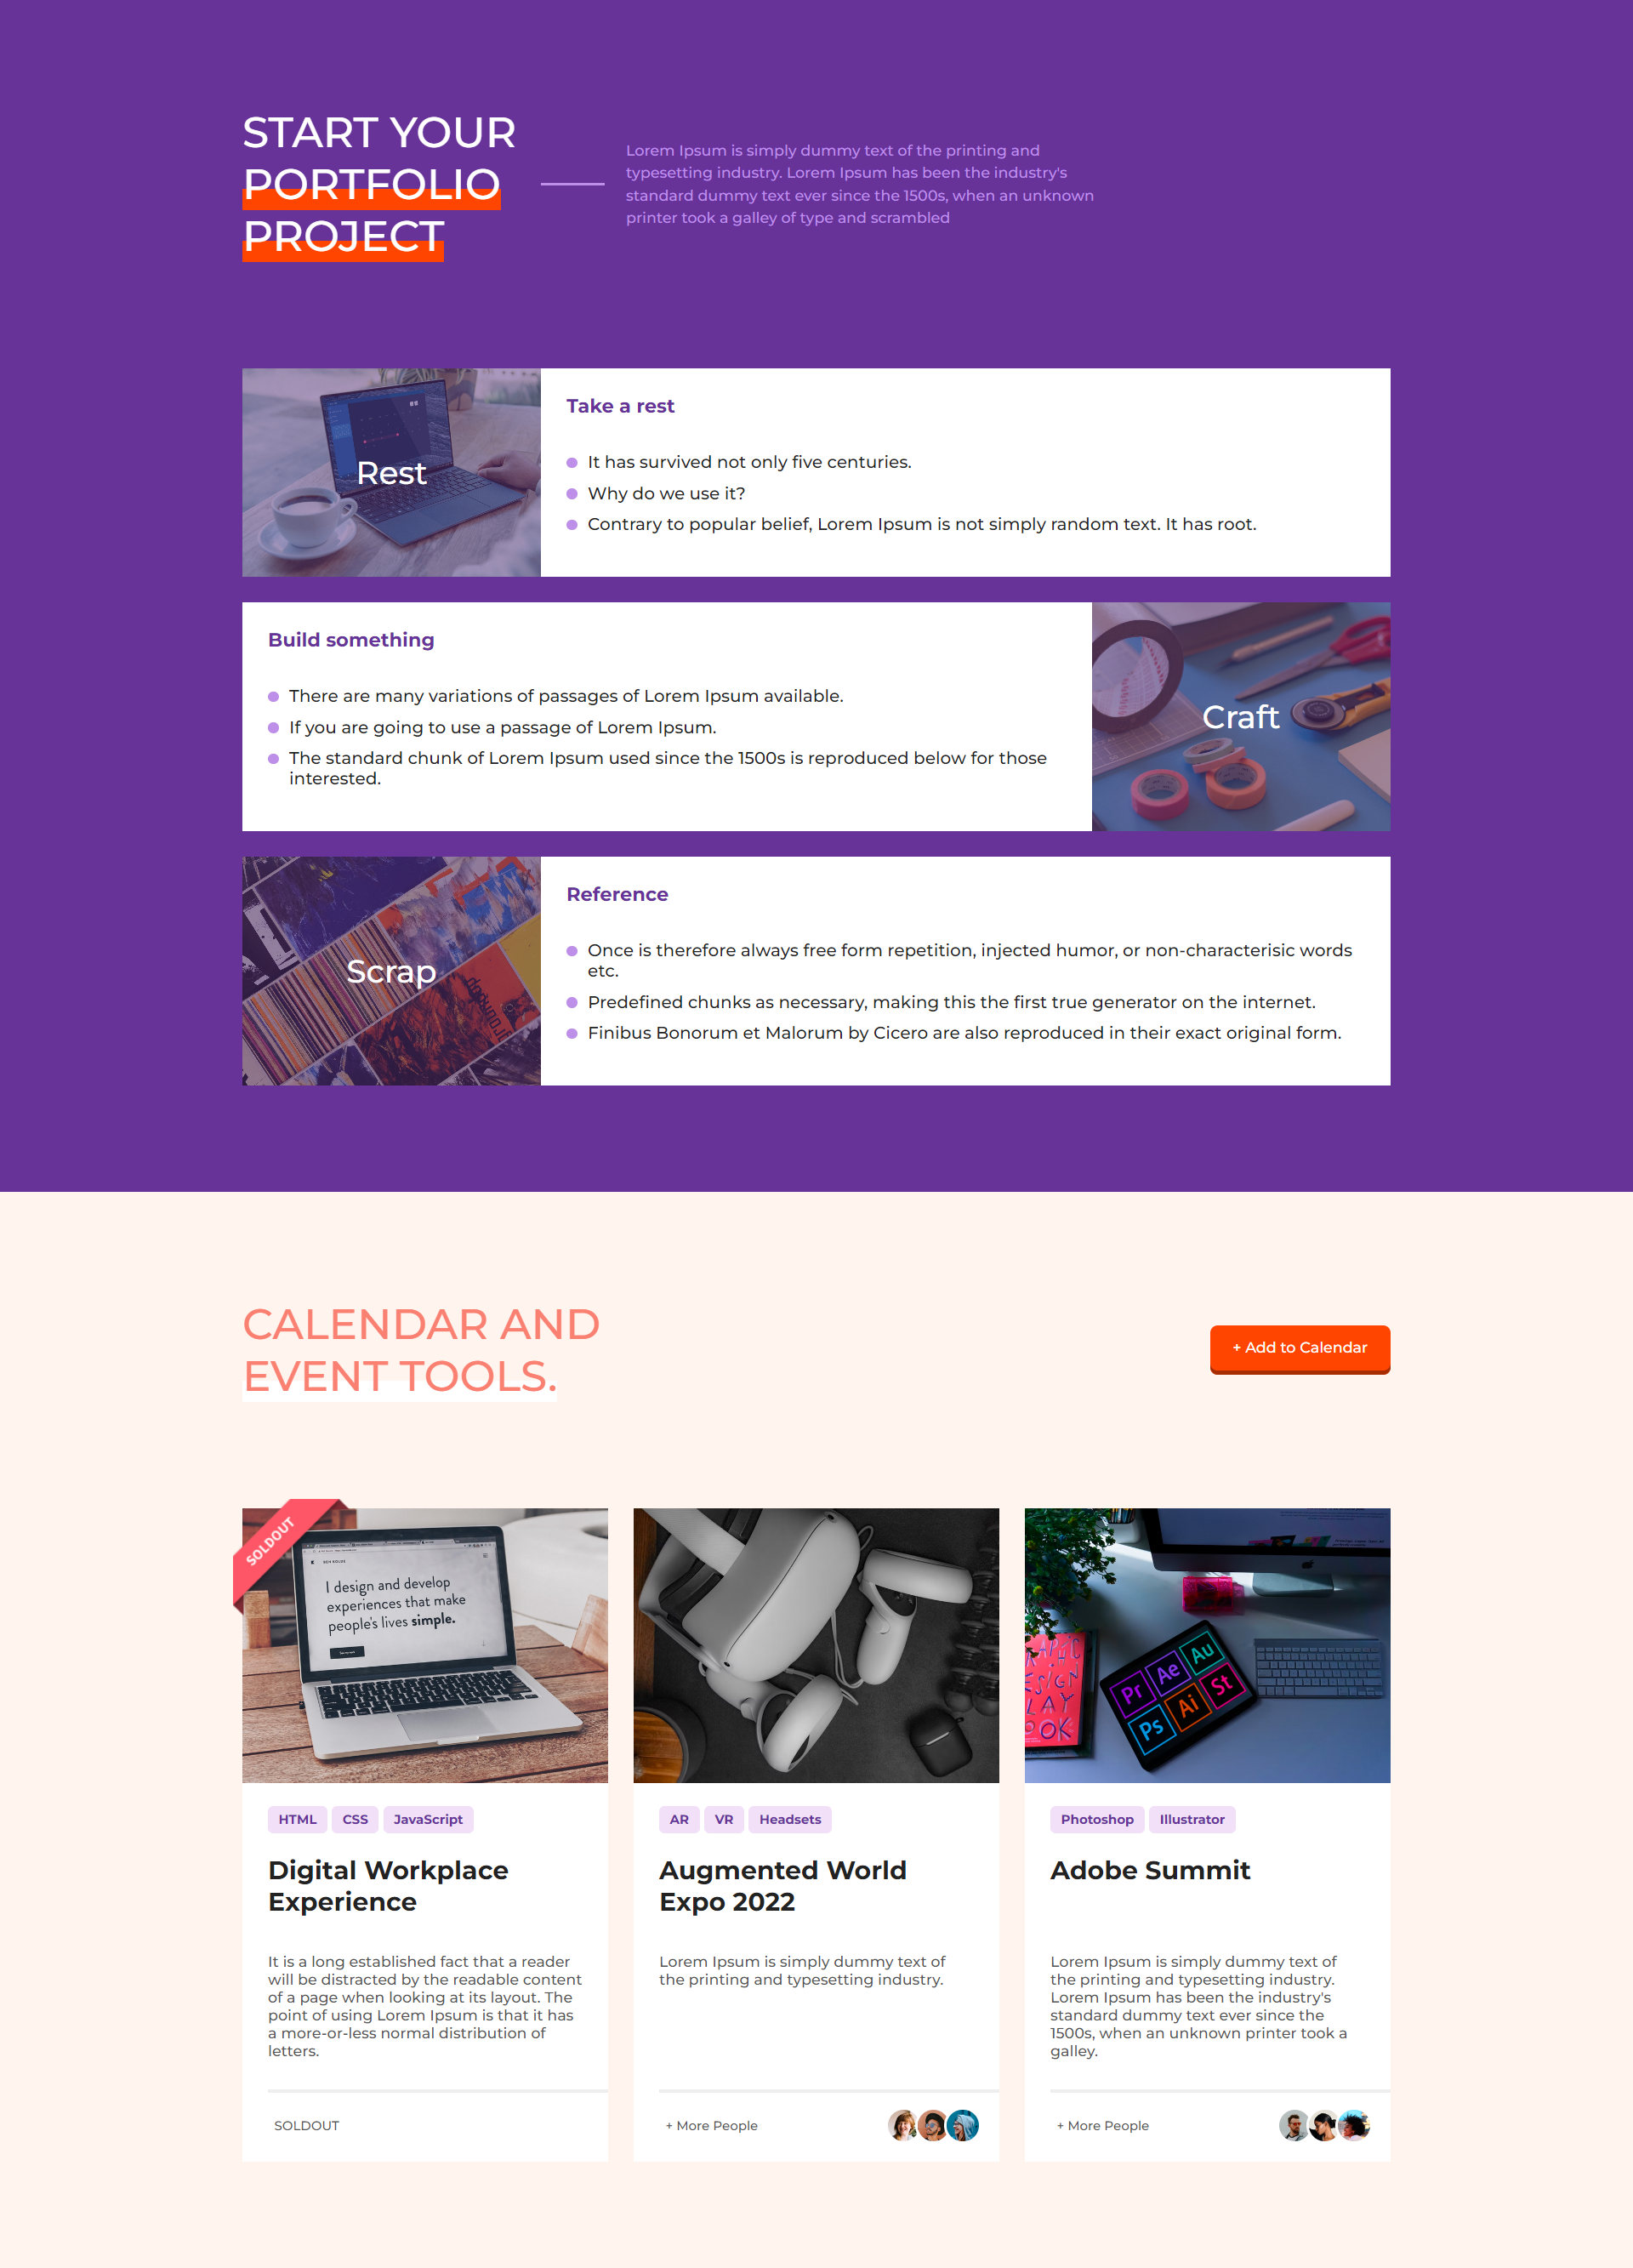 START YOUR
PORTFOLIO
PROJECT
Lorem Ipsum is simply dummy text of the printing and
typesetting industry. Lorem Ipsum has been the industry's
standard dummy text ever since the 1500s, when an unknown
printer took a galley of type and scrambled
Rest
Take a rest
It has survived not only five centuries.
Why do we use it?
Contrary to popular belief, Lorem Ipsum is not simply random text. It has root.
Build something
There are many variations of passages of Lorem Ipsum available.
If you are going to use a passage of Lorem Ipsum.
The standard chunk of Lorem Ipsum used since the 1500s is reproduced below for those
interested.
Craft
Scrap
Reference
Once is therefore always free form repetition, injected humor, or non-characterisic words
etc.
Predefined chunks as necessary, making this the first true generator on the internet.
Finibus Bonorum et Malorum by Cicero are also reproduced in their exact original form.
CALENDAR AND
EVENT TOOLS.
+ Add to Calendar
SOLDOUT
I design and develop
experiences that make
people's lives simple.
Pr Ae Au
Ps Ai St
HTML CSS JavaScript
Digital Workplace
Experience
It is a long established fact that a reader
will be distracted by the readable content
of a page when looking at its layout. The
point of using Lorem Ipsum is that it has
a more-or-less normal distribution of
letters.
SOLDOUT
AR VR Headsets
Augmented World
Expo 2022
Lorem Ipsum is simply dummy text of
the printing and typesetting industry.
+ More People
Photoshop Illustrator
Adobe Summit
Lorem Ipsum is simply dummy text of
the printing and typesetting industry.
Lorem Ipsum has been the industry's
standard dummy text ever since the
1500s, when an unknown printer took a
galley.
+ More People